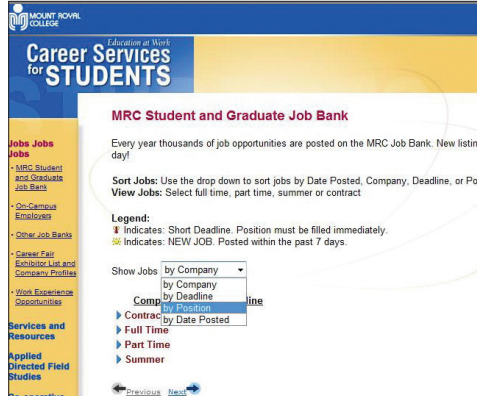 MOUNT ROYAL
COLLEGE
Education at Work
Career Services
for STUDENTS
MRC Student and Graduate Job Bank
Jobs Jobs
Jobs
• MRC Student
and Graduate
Job Bank
• On-Campus
Employers
• Other Job Banks
• Career Fair
Exhibitor List and
Company Profiles
• Work Experience
Opportunities
Services and
Resources
Applied
Directed Field
Studies
Every year thousands of job opportunities are posted on the MRC Job Bank. New listin
day!
Sort Jobs: Use the drop down to sort jobs by Date Posted, Company, Deadline, or Po
View Jobs: Select full time, part time, summer or contract
Legend:
Indicates: Short Deadline. Position must be filled immediately.
Indicates: NEW JOB. Posted within the past 7 days.
Show Jobs by Company
by Company
by Deadline
by Position
by Date Posted
Comp line
Contrac
Full Time
Part Time
Summer
Previous Next